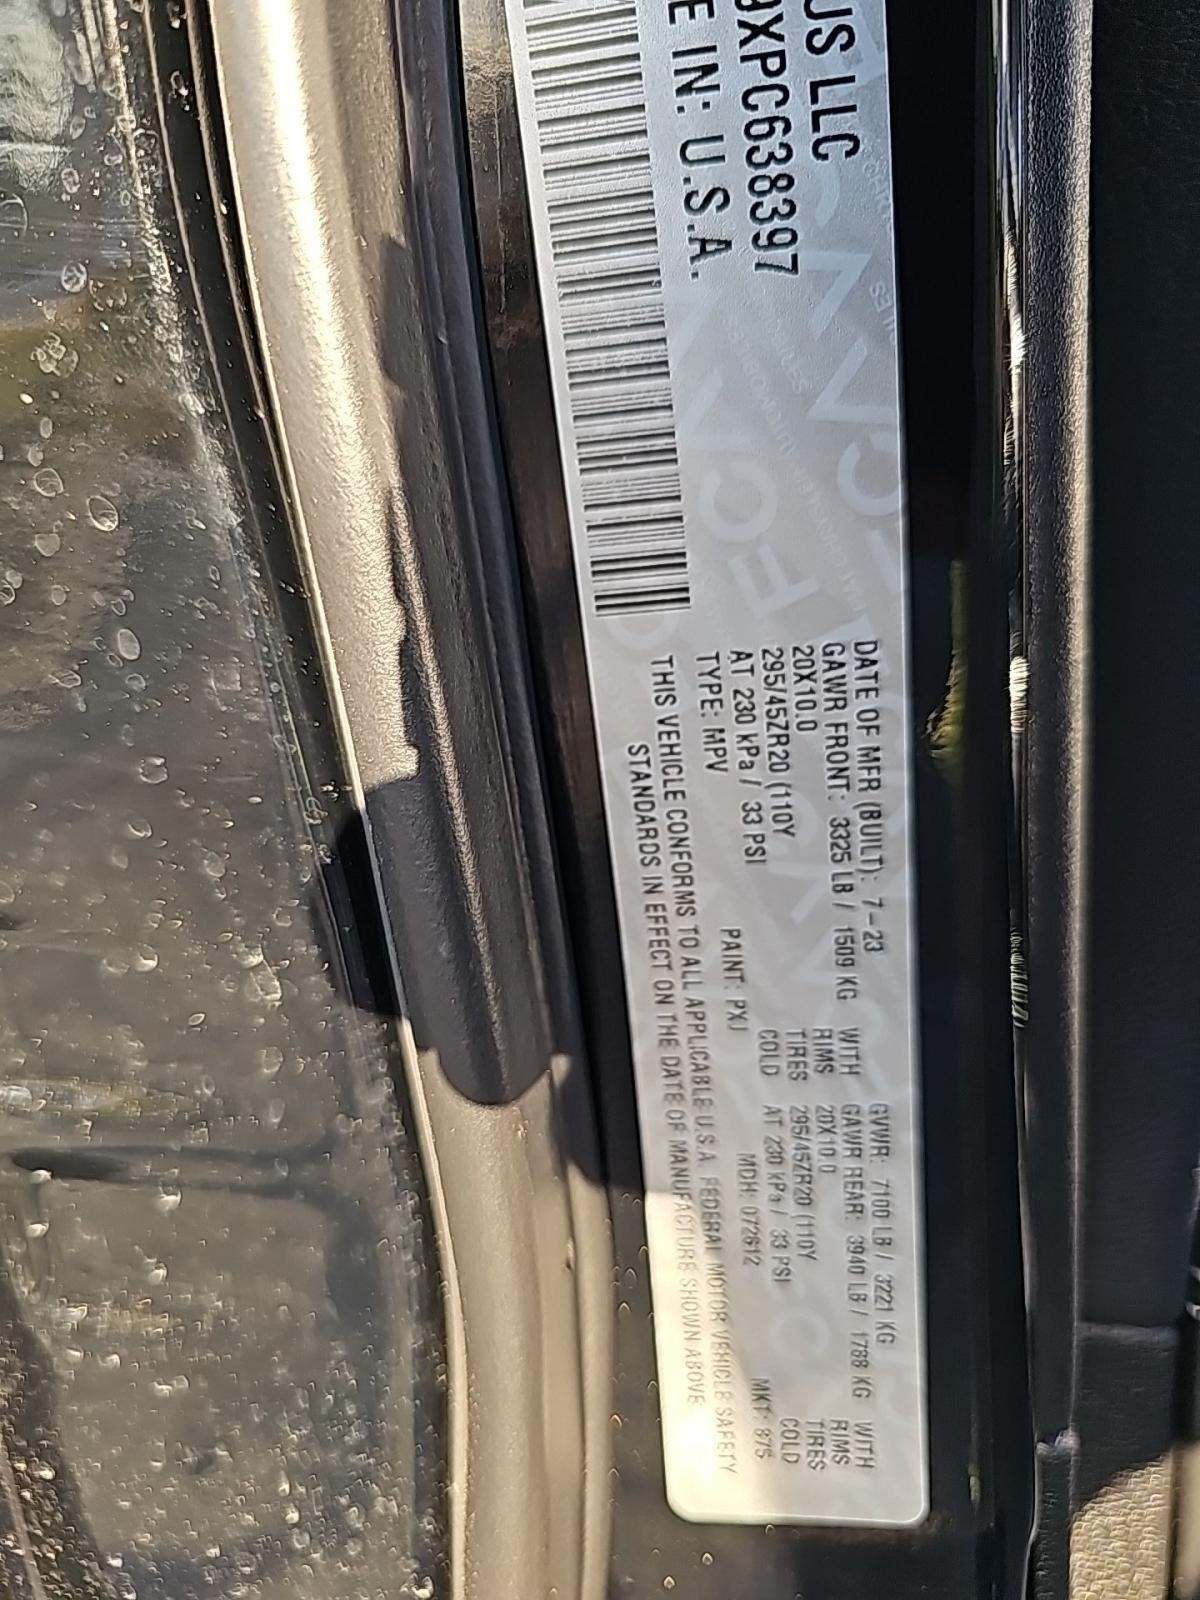 US LLC
9XPC638397
E IN: U.S.A.
DATE OF MFR (BUILT): 7-23 GVWR: 7100 LB / 3221 KG
GAWR FRONT: 3325 LB / 1509 KG WITH GAWR REAR: 3940 LB / 1788 KG WITH
20X10.0 RIMS 20X10.0 RIMS
295/45ZR20 (110Y TIRES 295/45ZR20 (110Y TIRES
AT 230 kPa / 33 PSI COLD AT 230 kPa / 33 PSI COLD
TYPE: MPV PAINT: PXJ MDH: 072612 MKT: 875
THIS VEHICLE CONFORMS TO ALL APPLICABLE U.S.A. FEDERAL MOTOR VEHICLE SAFETY
STANDARDS IN EFFECT ON THE DATE OF MANUFACTURE SHOWN ABOVE